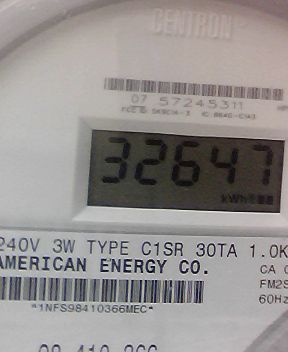 CENTRON
07 57245311
32647
kWh
240V 3W TYPE C1SR 30TA 1.0K
AMERICAN ENERGY CO.
CA
FM2S
60Hz
*1NFS98410366MEC*